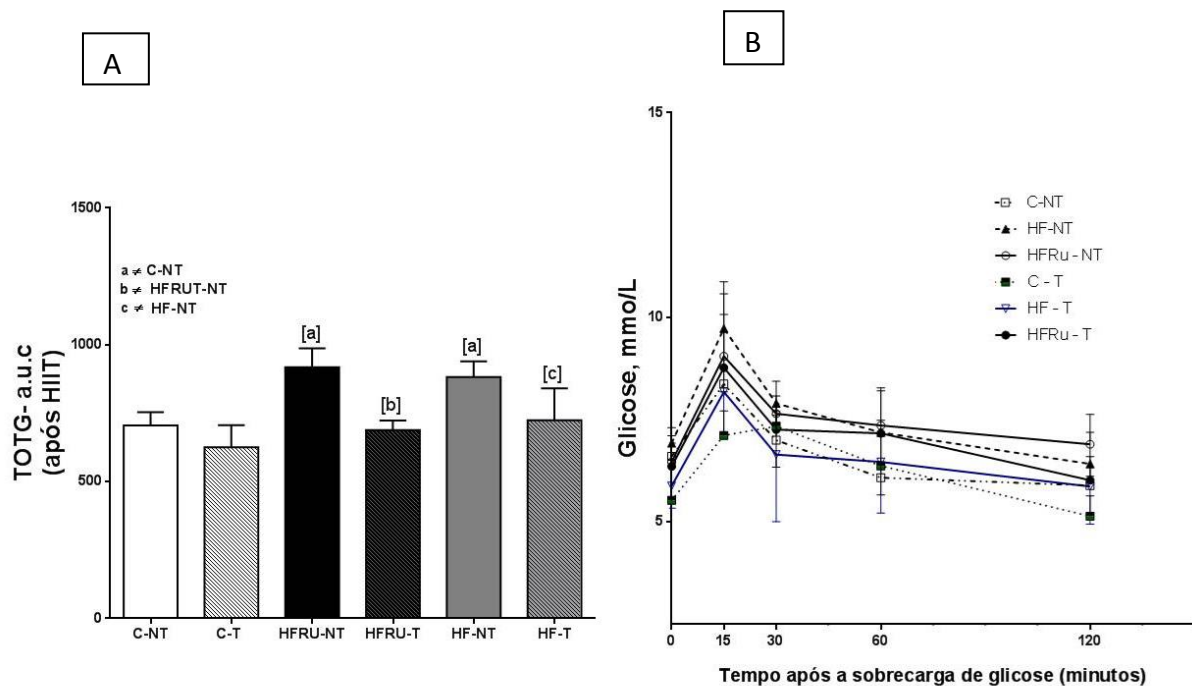 A
1500
1000
500
0
TOTG- a.u.c
(após HIIT)
a ≠ C-NT
b ≠ HFRUT-NT
c ≠ HF-NT
[a]
[b]
[a]
[c]
C-NT
C-T
HFRU-NT
HFRU-T
HF-NT
HF-T
B
15
10
5
Glicose, mmo/L
C-NT
HF-NT
HFRu - NT
C - T
HF - T
HFRu - T
0
15
30
60
120
Tempo após a sobrecarga de glicose (minutos)